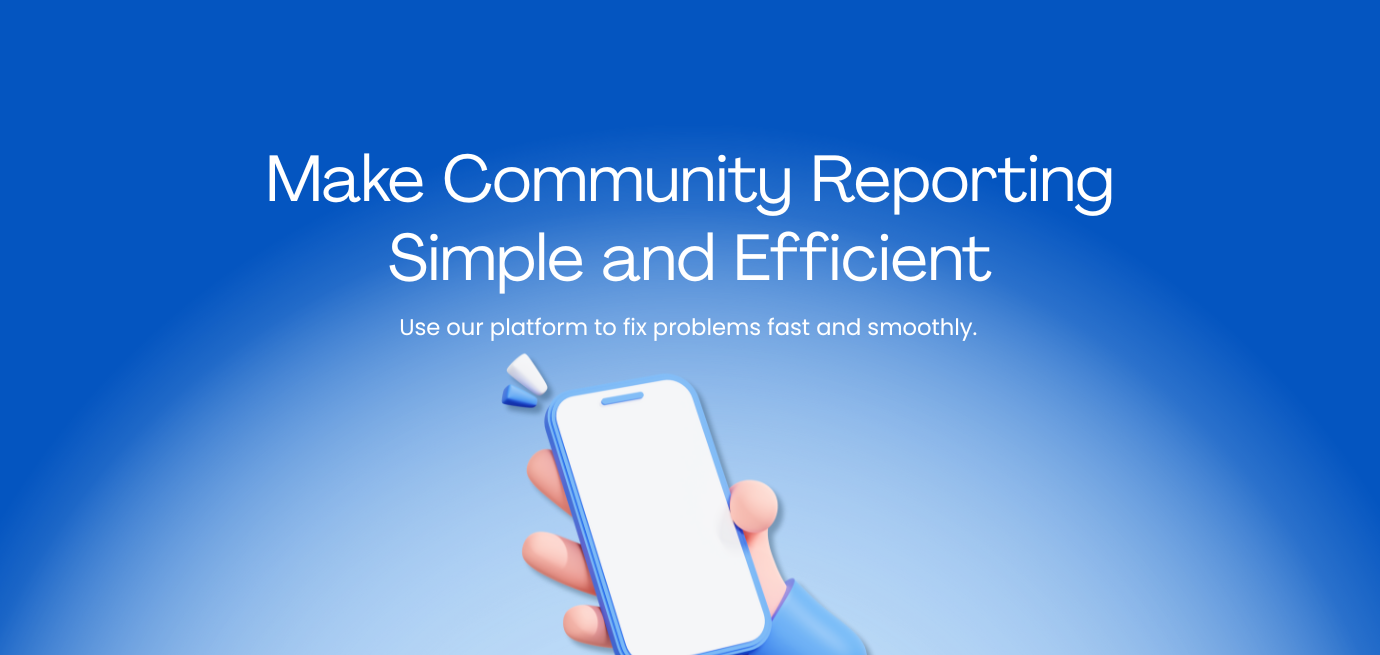 Make Community Reporting
Simple and Efficient
Use our platform to fix problems fast and smoothly.